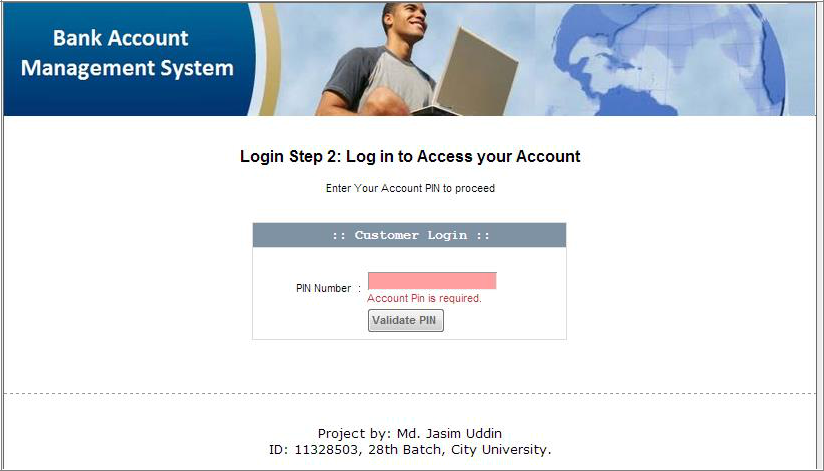 Bank Account
Management System
Login Step 2: Log in to Access your Account
Enter Your Account PIN to proceed
:: Customer Login ::
PIN Number :
Account Pin is required.
Validate PIN
Project by: Md. Jasim Uddin
ID: 11328503, 28th Batch, City University.